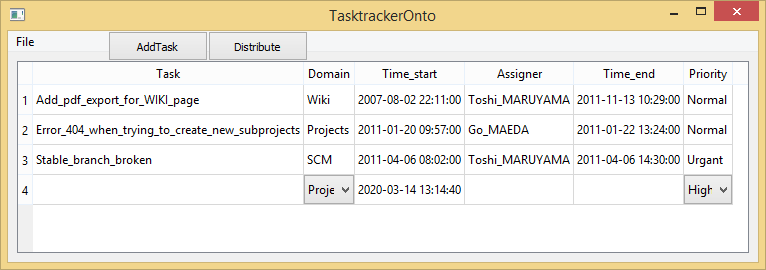 TasktrackerOnto
File
AddTask Distribute
Task Domain Time_start Assigner Time_end Priority
1 Add_pdf_export_for_WIKI_page Wiki 2007-08-02 22:11:00 Toshi_MARUYAMA 2011-11-13 10:29:00 Normal
2 Error_404_when_trying_to_create_new_subprojects Projects 2011-01-20 09:57:00 Go_MAEDA 2011-01-22 13:24:00 Normal
3 Stable_branch_broken SCM 2011-04-06 08:02:00 Toshi_MARUYAMA 2011-04-06 14:30:00 Urgant
4 Proje 2020-03-14 13:14:40 High